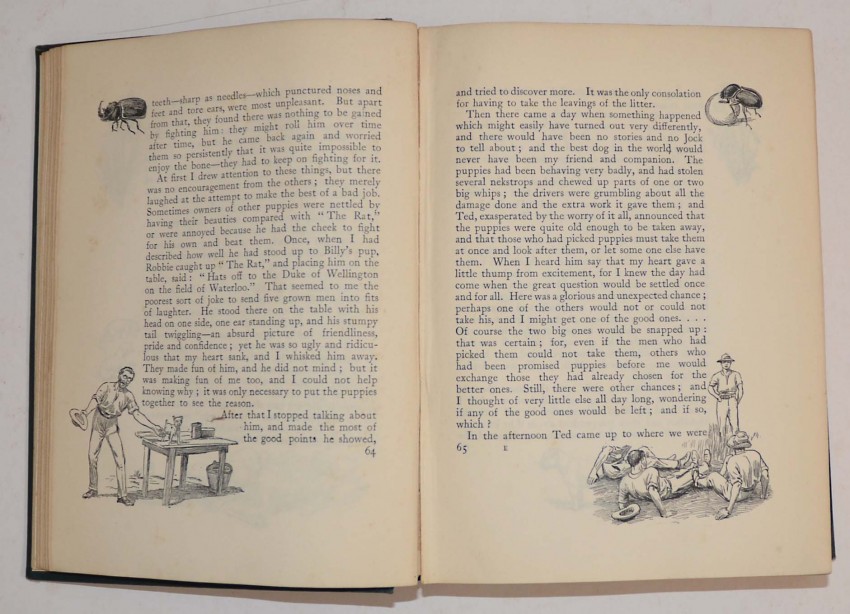 teeth—sharp as needles—which punctured noses and
feet and tore ears, were most unpleasant. But apart
from that, they found there was nothing to be gained
by fighting him: they might roll him over time
after time, but he came back again and worried
them so persistently that it was quite impossible to
enjoy the bone—they had to keep on fighting for it.
At first I drew attention to these things, but there
was no encouragement from the others; they merely
laughed at the attempt to make the best of a bad job.
Sometimes owners of other puppies were nettled by
having their beauties compared with "The Rat,"
or were annoyed because he had the cheek to fight
for his own and beat them. Once, when I had
described how well he had stood up to Billy's pup,
Robbie caught up "The Rat," and placing him on the
table, said: "Hats off to the Duke of Wellington
on the field of Waterloo." That seemed to me the
poorest sort of joke to send five grown men into fits
of laughter. He stood there on the table with his
head on one side, one ear standing up, and his stumpy
tail twiggling—an absurd picture of friendliness,
pride and confidence; yet he was so ugly and ridicu-
lous that my heart sank, and I whisked him away.
They made fun of him, and he did not mind; but it
was making fun of me too, and I could not help
knowing why; it was only necessary to put the puppies
together to see the reason.
After that I stopped talking about
him, and made the most of
the good points he showed,
64
and tried to discover more. It was the only consolation
for having to take the leavings of the litter.
Then there came a day when something happened
which might easily have turned out very differently,
and there would have been no stories and no Jock
to tell about; and the best dog in the world would
never have been my friend and companion. The
puppies had been behaving very badly, and had stolen
several nekstrops and chewed up parts of one or two
big whips; the drivers were grumbling about all the
damage done and the extra work it gave them; and
Ted, exasperated by the worry of it all, announced that
the puppies were quite old enough to be taken away,
and that those who had picked puppies must take them
at once and look after them, or let some one else have
them. When I heard him say that my heart gave a
little thump from excitement, for I knew the day had
come when the great question would be settled once
and for all. Here was a glorious and unexpected chance;
perhaps one of the others would not or could not
take his, and I might get one of the good ones. . . .
Of course the two big ones would be snapped up:
that was certain; for, even if the men who had
picked them could not take them, others who
had been promised puppies before me would
exchange those they had already chosen for the
better ones. Still, there were other chances; and
I thought of very little else all day long, wondering
if any of the good ones would be left; and if so,
which?
In the afternoon Ted came up to where we were
65 E